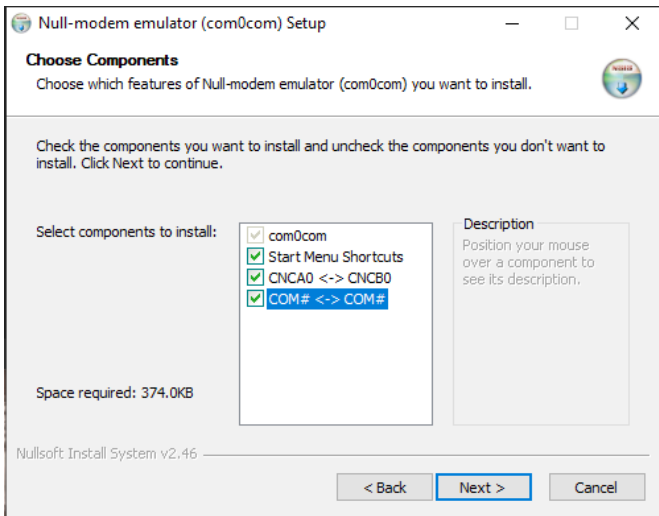 Null-modem emulator (com0com) Setup
Choose Components
Choose which features of Null-modem emulator (com0com) you want to install.
Check the components you want to install and uncheck the components you don't want to
install. Click Next to continue.
Select components to install:
com0com
Start Menu Shortcuts
CNCA0 <-> CNCB0
COM# <-> COM#
Description
Position your mouse
over a component to
see its description.
Space required: 374.0KB
Nullsoft Install System v2.46
< Back
Next >
Cancel